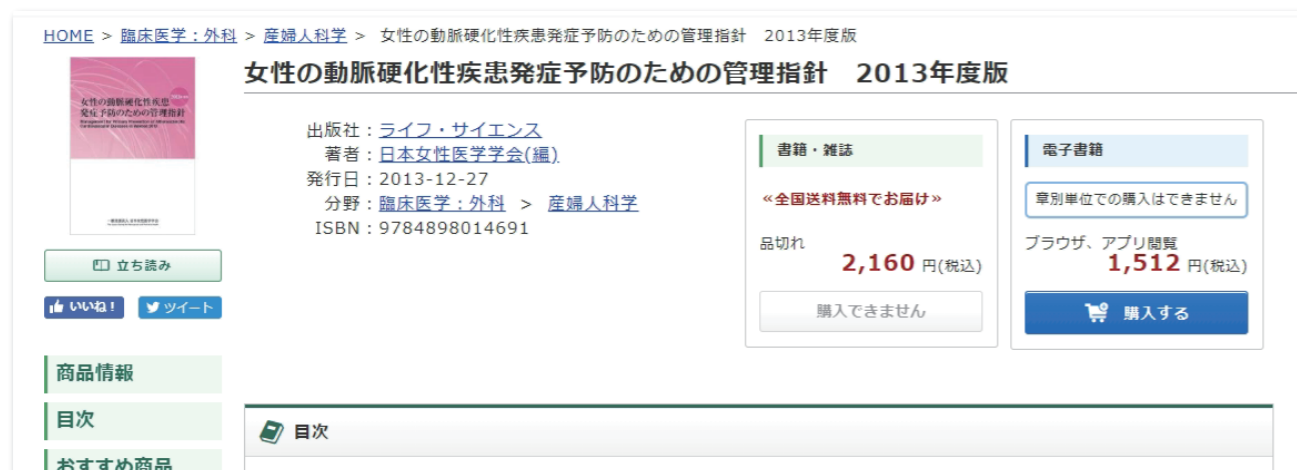 HOME > 臨床医学：外科 > 産婦人科学 > 女性の動脈硬化性疾患発症予防のための管理指針　2013年度版
女性の動脈硬化性疾患発症予防のための管理指針　2013年度版
女性の動脈硬化性疾患
発症予防のための管理指針
出版社：ライフ・サイエンス
著者：日本女性医学学会(編)
発行日：2013-12-27
分野：臨床医学：外科 > 産婦人科学
ISBN：9784898014691
書籍・雑誌
«全国送料無料でお届け»
品切れ
2,160 円(税込)
購入できません
電子書籍
章別単位での購入はできません
ブラウザ、アプリ閲覧
1,512 円(税込)
購入する
立ち読み
いいね！
ツイート
商品情報
目次
おすすめ商品
目次